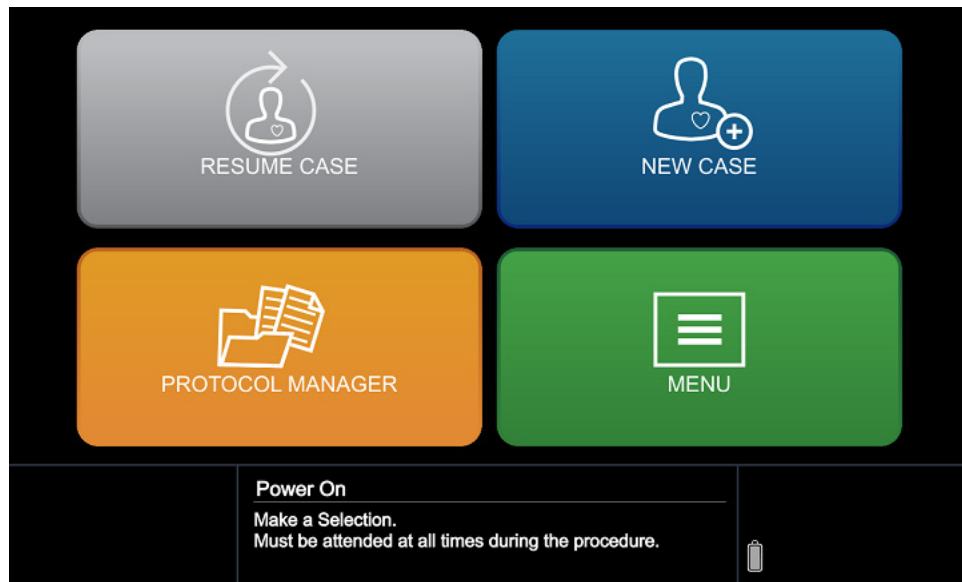 RESUME CASE
NEW CASE
PROTOCOL MANAGER
MENU
Power On
Make a Selection.
Must be attended at all times during the procedure.